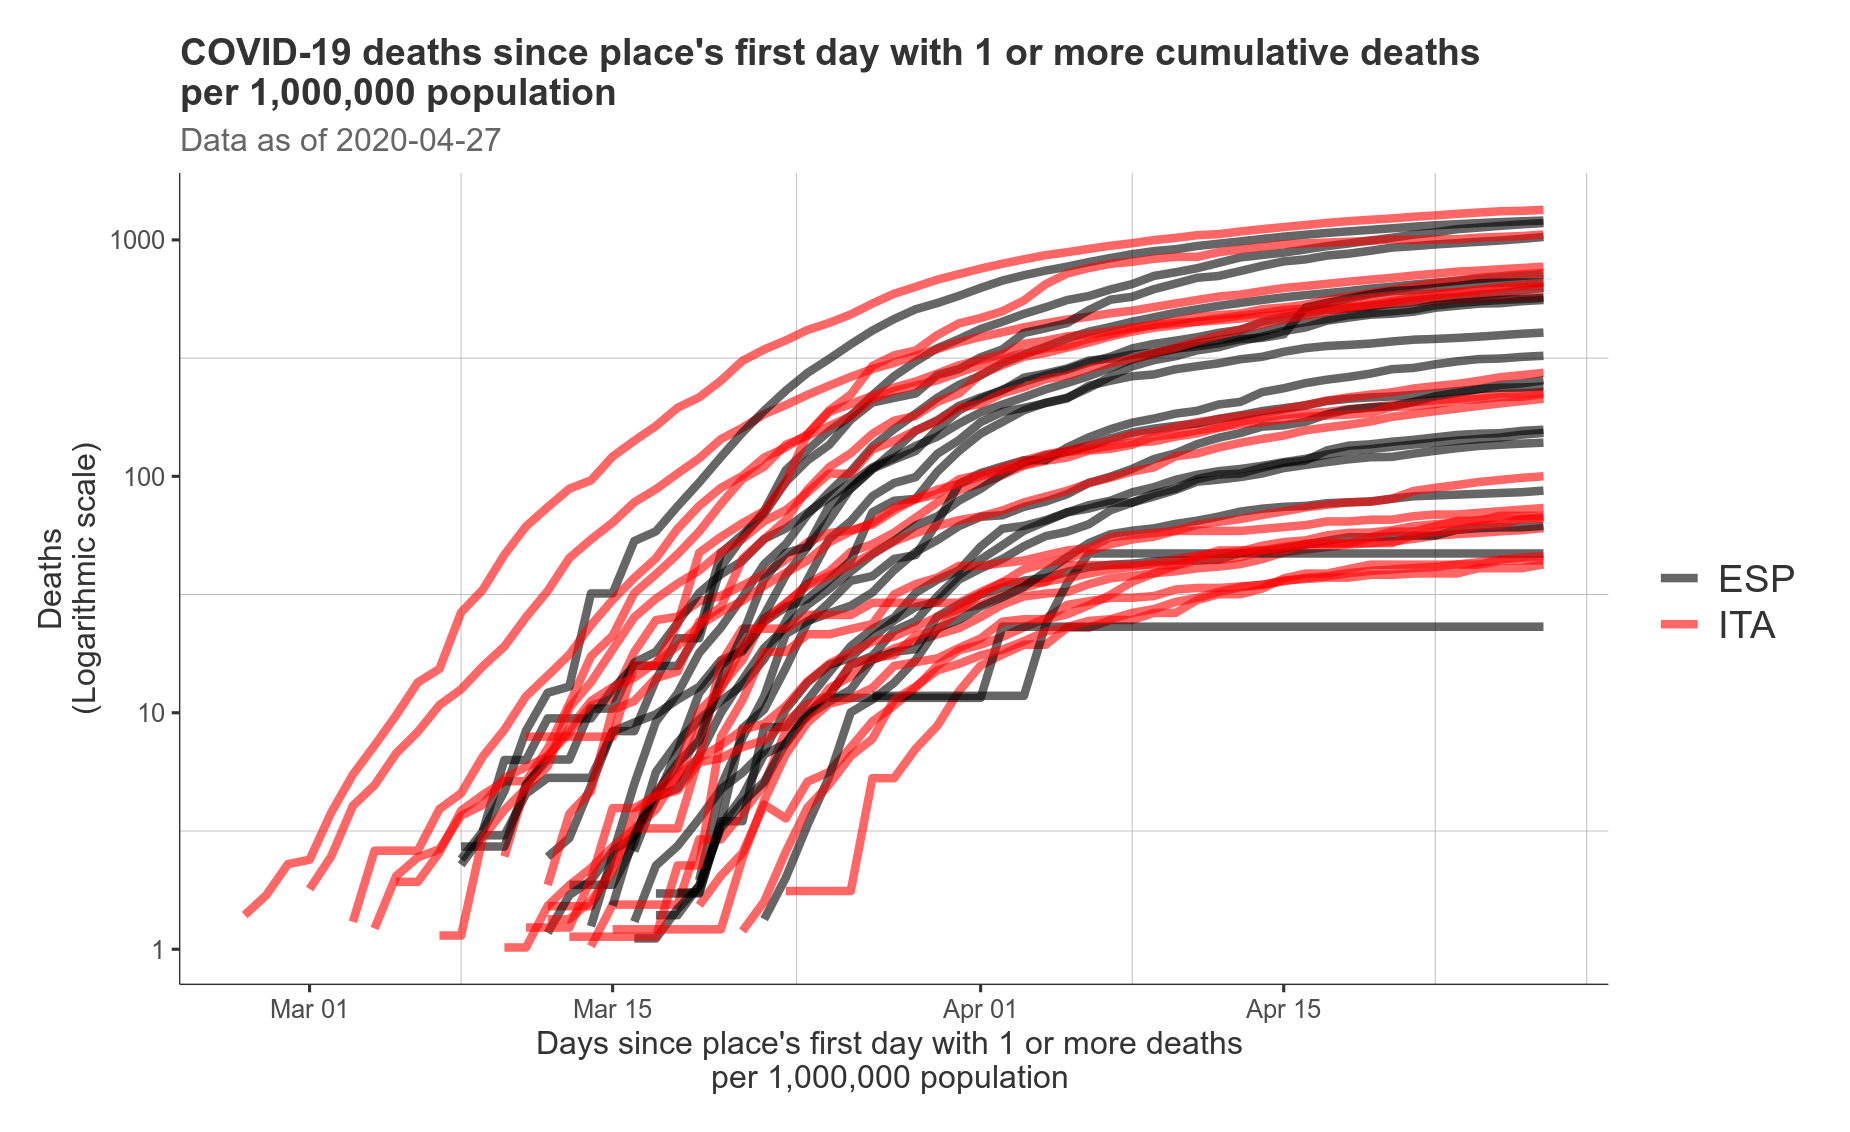 COVID-19 deaths since place's first day with 1 or more cumulative deaths
per 1,000,000 population
Data as of 2020-04-27
Deaths
(Logarithmic scale)
1000
100
10
1
Mar 01
Mar 15
Apr 01
Apr 15
Days since place's first day with 1 or more deaths
per 1,000,000 population
ESP
ITA